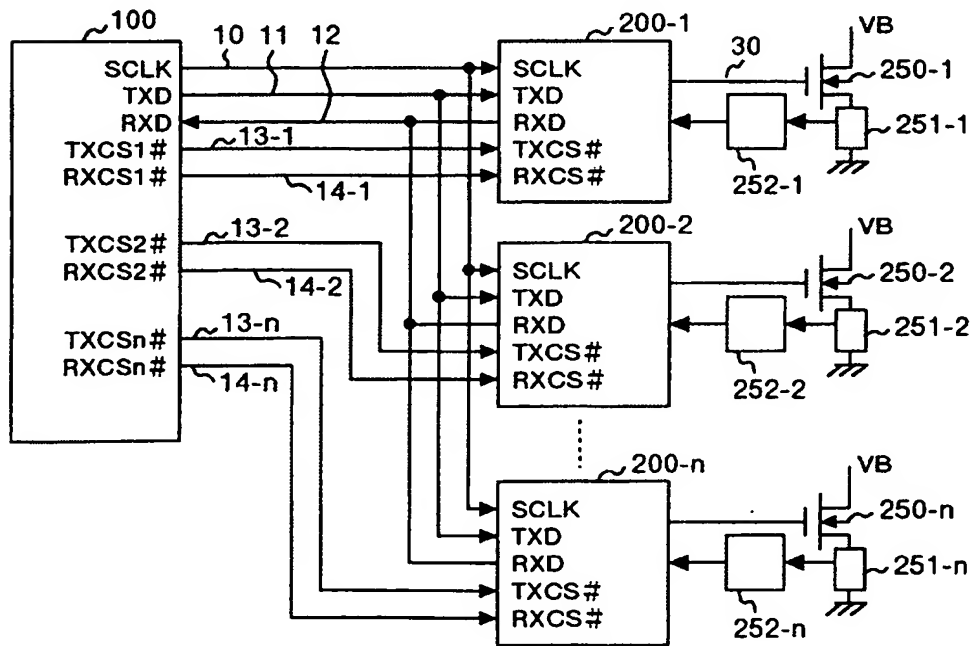 100
10
11
12
200-1
VB
SCLK
TXD
RXD
TXCS1#
RXCS1#
13-1
14-1
SCLK
TXD
RXD
TXCS#
RXCS#
30
250-1
251-1
252-1
TXCS2#
RXCS2#
13-2
14-2
200-2
VB
SCLK
TXD
RXD
TXCS#
RXCS#
250-2
251-2
252-2
TXCSn#
RXCSn#
13-n
14-n
200-n
VB
SCLK
TXD
RXD
TXCS#
RXCS#
250-n
251-n
252-n